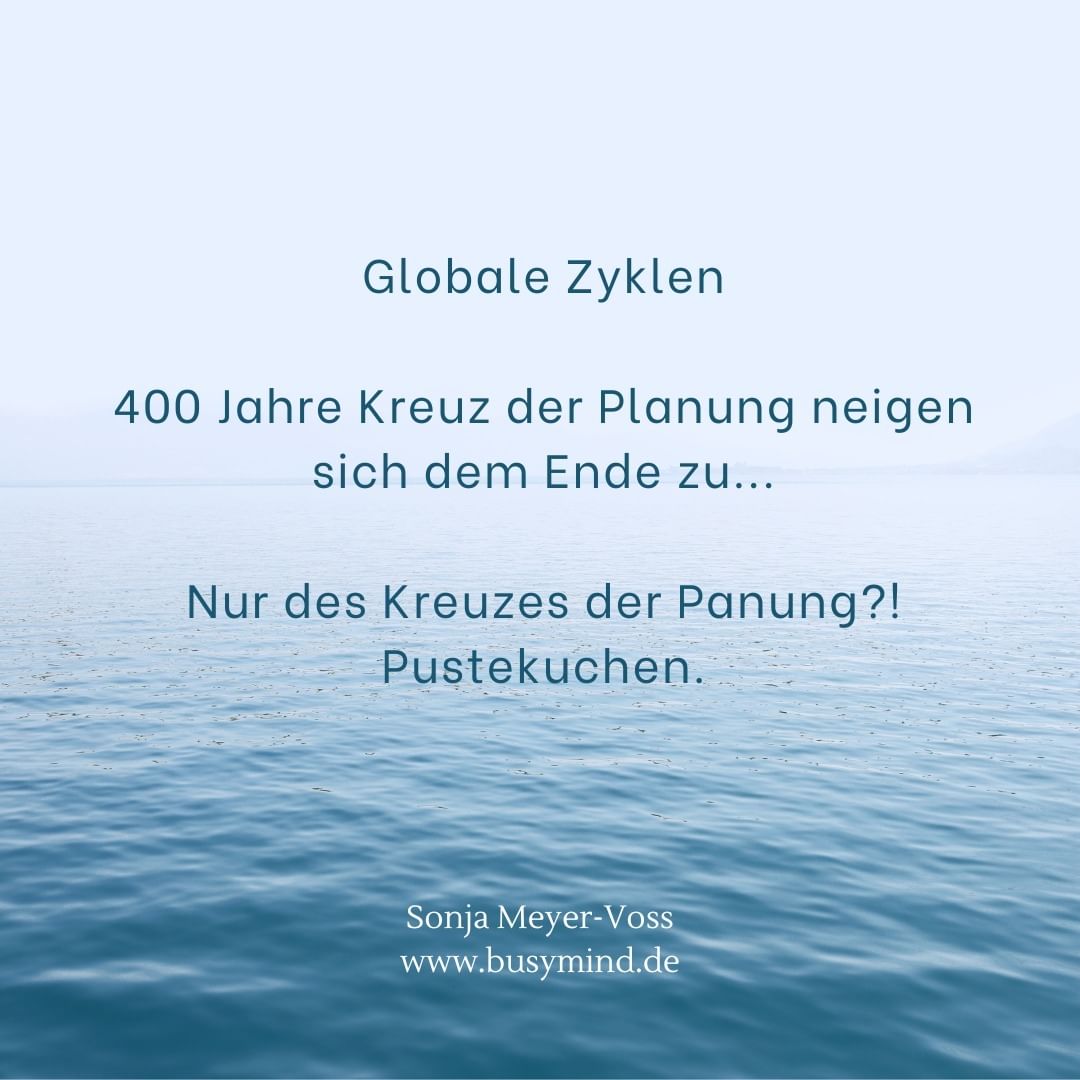 Globale Zyklen
400 Jahre Kreuz der Planung neigen
sich dem Ende zu...
Nur des Kreuzes der Panung?!
Pustekuchen.
Sonja Meyer-Voss
www.busymind.de